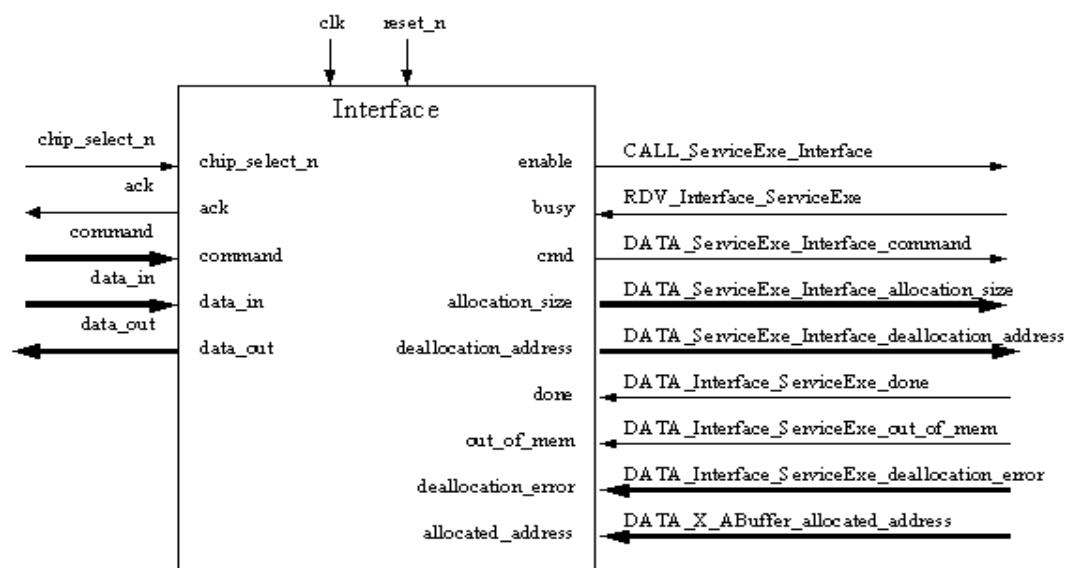 clk reset_n
Interface
chip_select_n
chip_select_n
enable
CALL_ServiceExe_Interface
ack
ack
busy
RDV_Interface_ServiceExe
command
command
cmd
DATA_ServiceExe_Interface_command
data_in
data_in
allocation_size
DATA_ServiceExe_Interface_allocation_size
data_out
data_out
deallocation_address
DATA_ServiceExe_Interface_deallocation_address
done
DATA_Interface_ServiceExe_done
out_of_mem
DATA_Interface_ServiceExe_out_of_mem
deallocation_error
DATA_Interface_ServiceExe_deallocation_error
allocated_address
DATA_X_ABuffer_allocated_address